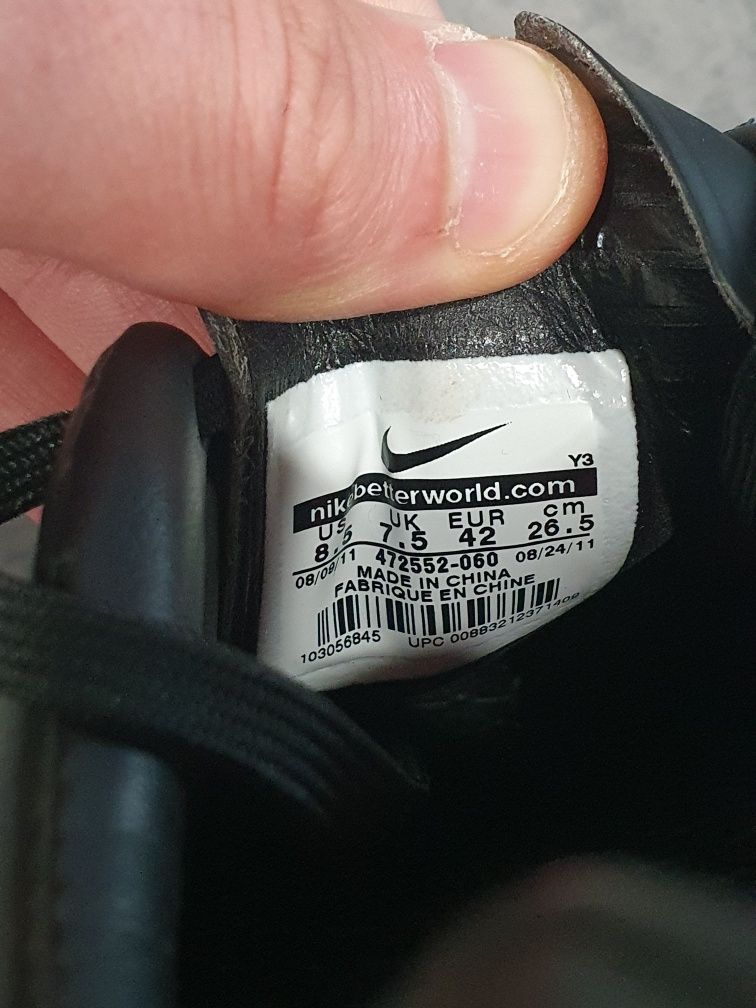 Y3
nikebetterworld.com
US UK EUR cm
8.5 7.5 42 26.5
08/09/11 472552-060 08/24/11
MADE IN CHINA
FABRIQUE EN CHINE
103056845 UPC 00883212371409